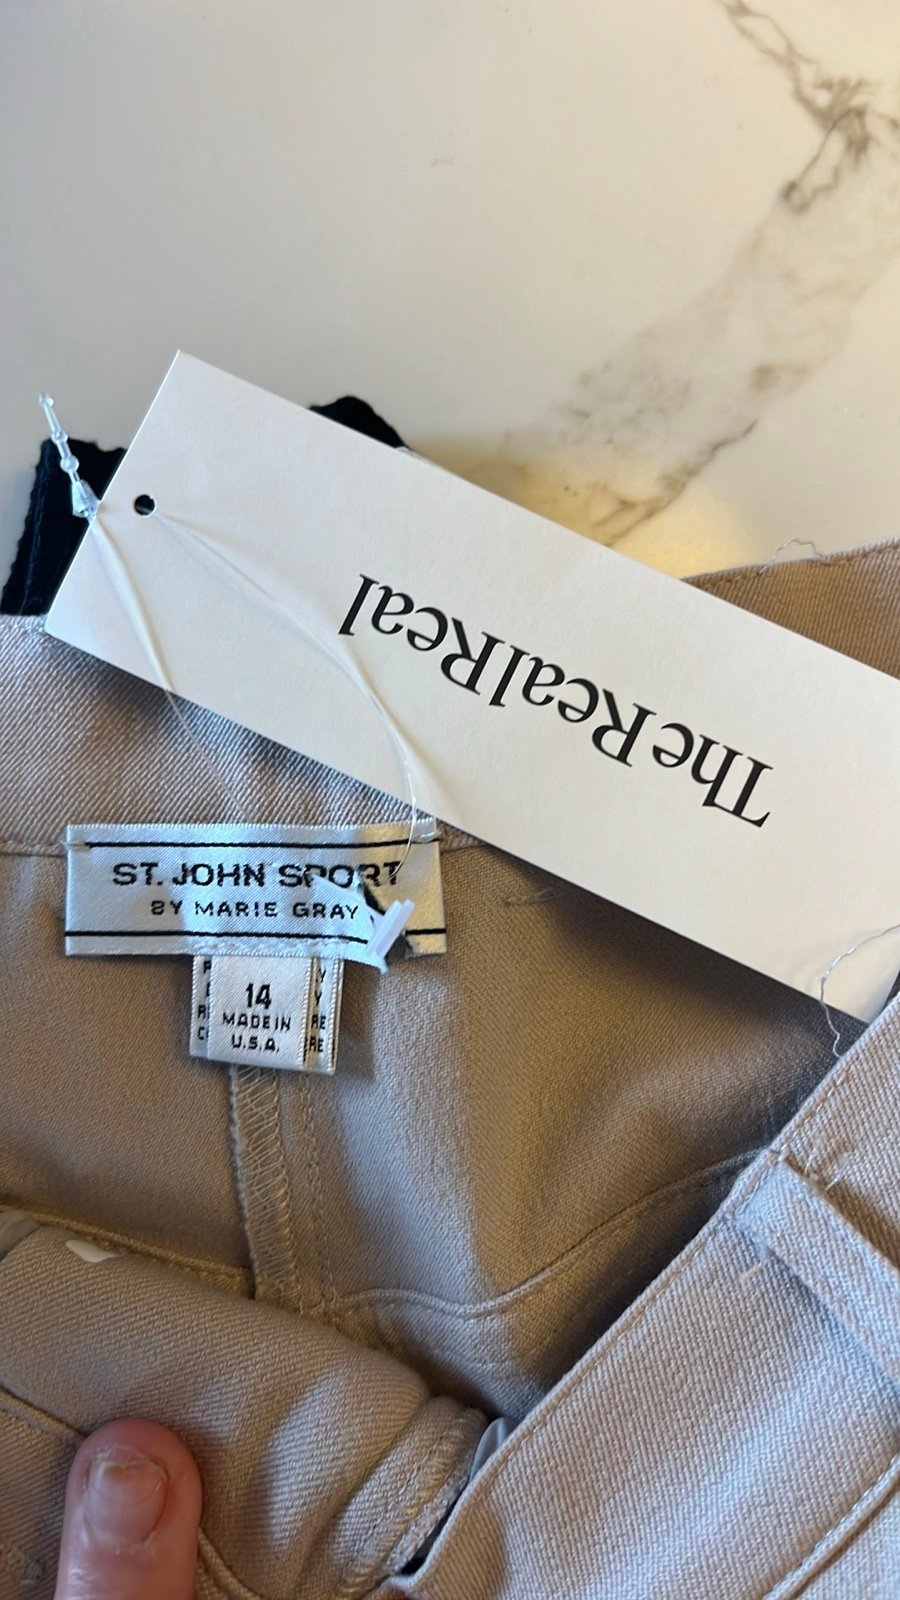 The RealReal
ST. JOHN SPORT
BY MARIE GRAY
14
MADE IN
U.S.A.